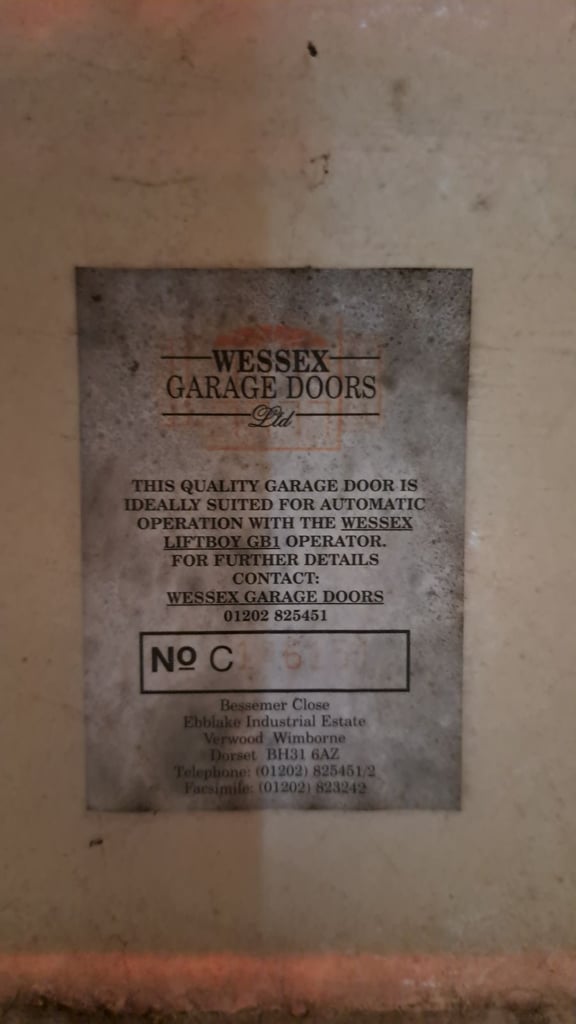 WESSEX
GARAGE DOORS
Ltd
THIS QUALITY GARAGE DOOR IS
IDEALLY SUITED FOR AUTOMATIC
OPERATION WITH THE WESSEX
LIFTBOY GB1 OPERATOR.
FOR FURTHER DETAILS
CONTACT:
WESSEX GARAGE DOORS
01202 825451
Nº C
Bessemer Close
Ebblake Industrial Estate
Verwood Wimborne
Dorset BH31 6AZ
Telephone: (01202) 825451/2
Facsimile: (01202) 823242